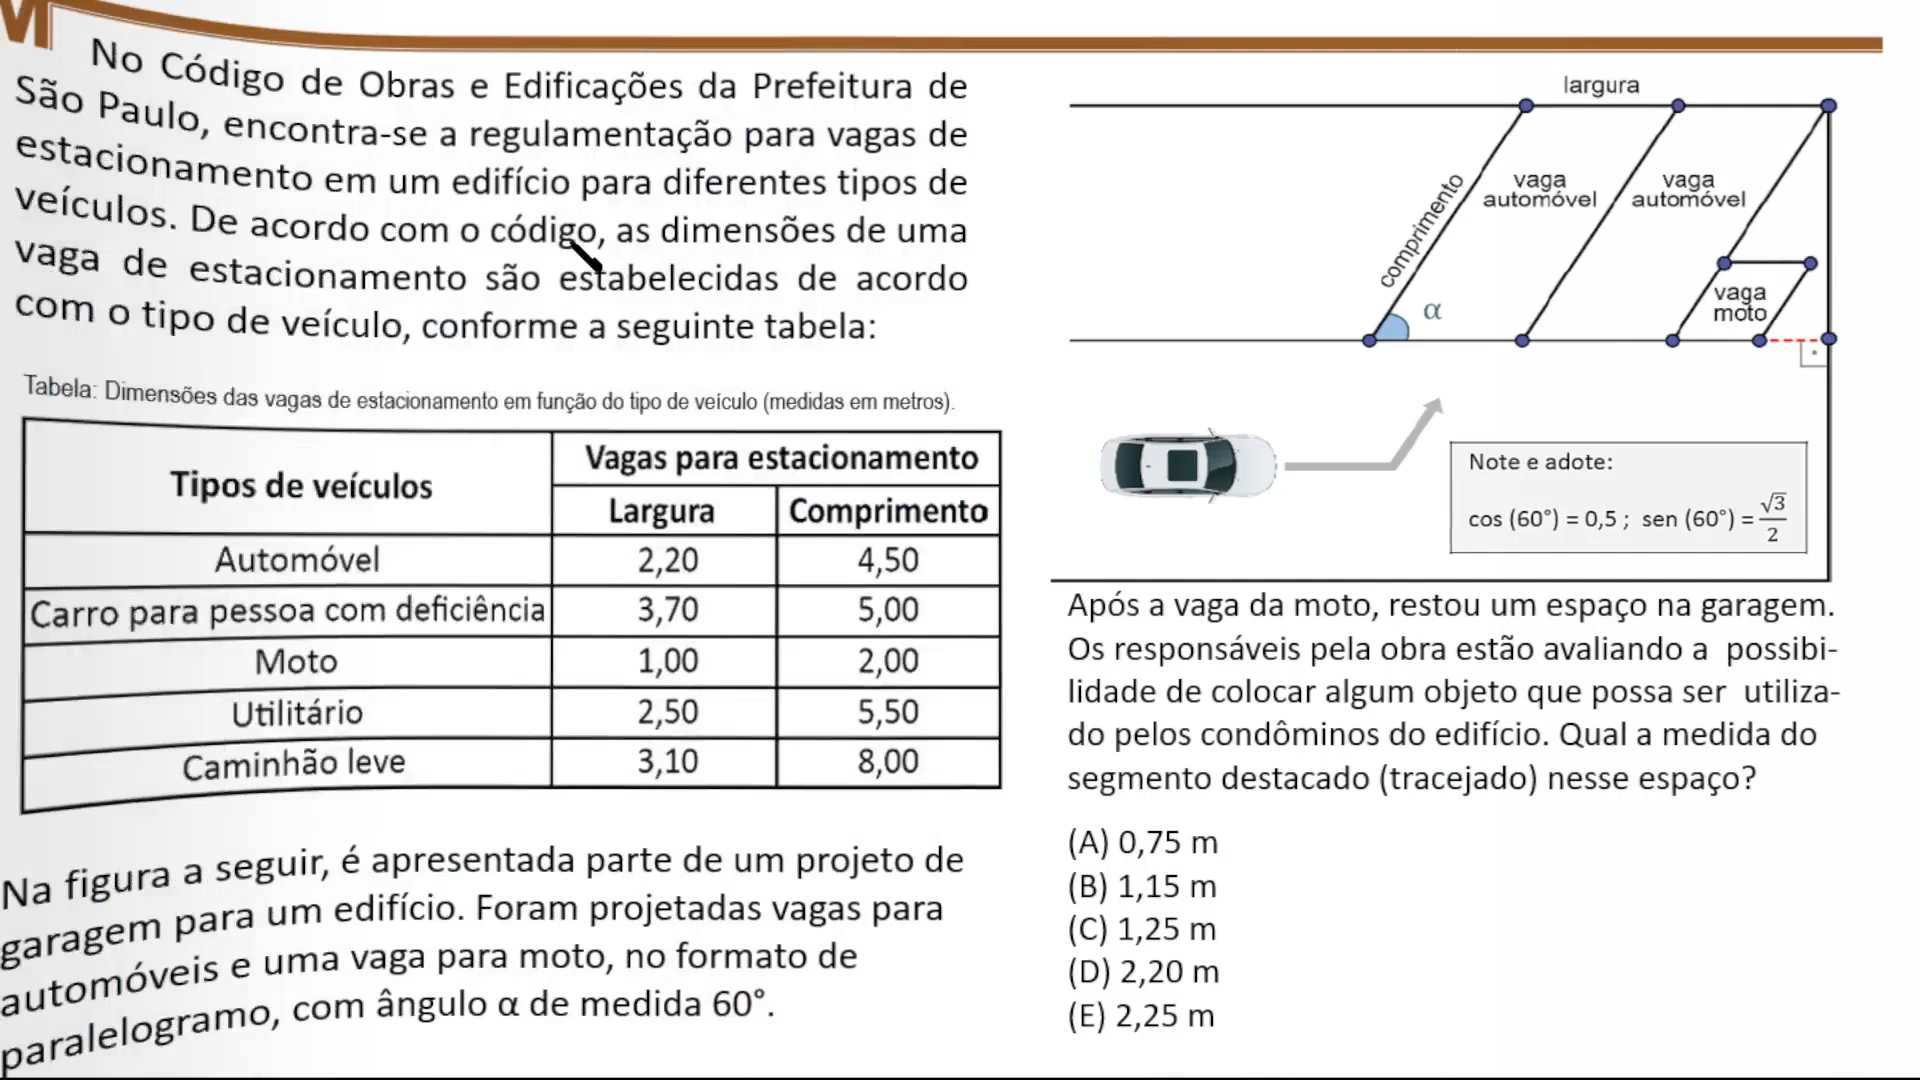 No Código de Obras e Edificações da Prefeitura de
São Paulo, encontra-se a regulamentação para vagas de
estacionamento em um edifício para diferentes tipos de
veículos. De acordo com o código, as dimensões de uma
vaga de estacionamento são estabelecidas de acordo
com o tipo de veículo, conforme a seguinte tabela:
Tabela: Dimensões das vagas de estacionamento em função do tipo de veículo (medidas em metros).
Tipos de veículos
Vagas para estacionamento
Largura Comprimento
Automóvel 2,20 4,50
Carro para pessoa com deficiência 3,70 5,00
Moto 1,00 2,00
Utilitário 2,50 5,50
Caminhão leve 3,10 8,00
Na figura a seguir, é apresentada parte de um projeto de
garagem para um edifício. Foram projetadas vagas para
automóveis e uma vaga para moto, no formato de
paralelogramo, com ângulo α de medida 60°.
largura
comprimento
vaga
automóvel
vaga
automóvel
vaga
moto
α
Note e adote:
cos (60°) = 0,5 ; sen (60°) = √3/2
Após a vaga da moto, restou um espaço na garagem.
Os responsáveis pela obra estão avaliando a possibi-
lidade de colocar algum objeto que possa ser utiliza-
do pelos condôminos do edifício. Qual a medida do
segmento destacado (tracejado) nesse espaço?
(A) 0,75 m
(B) 1,15 m
(C) 1,25 m
(D) 2,20 m
(E) 2,25 m